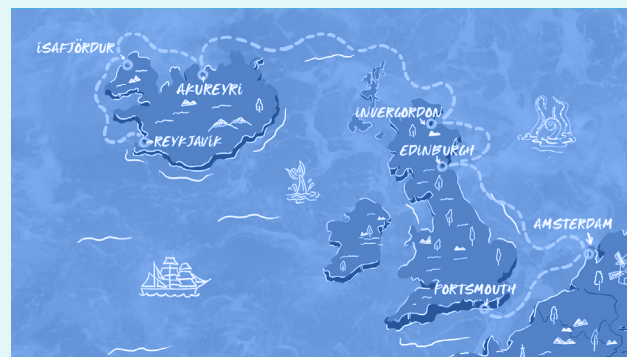 ISAFJÖRDUR
AKUREYRI
REYKJAVIK
INVERGORDON
EDINBURGH
AMSTERDAM
PORTSMOUTH